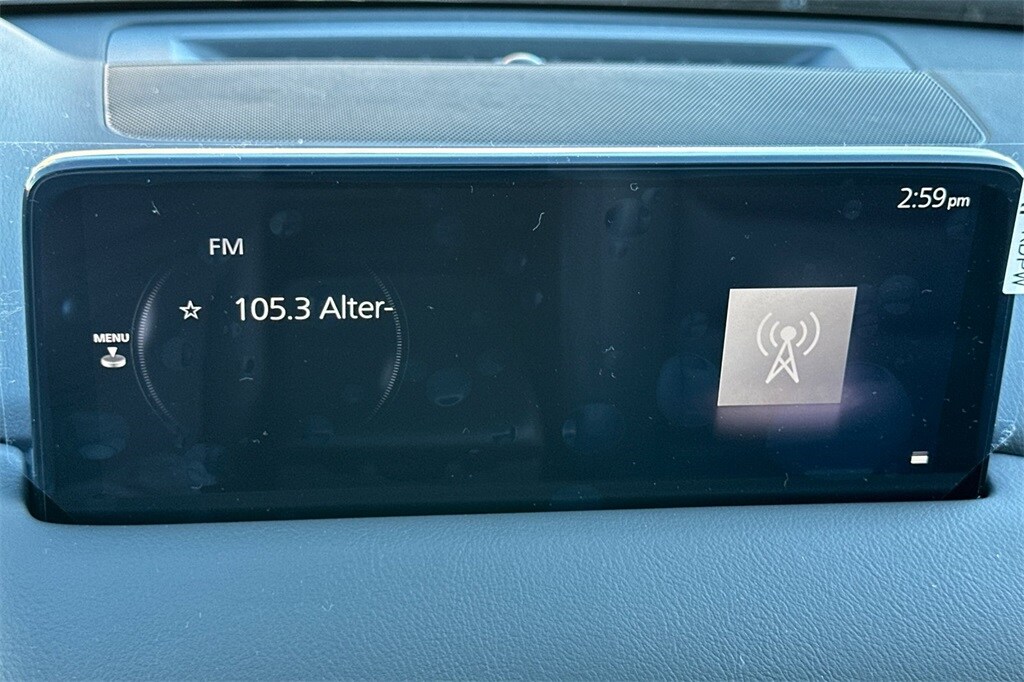 2:59pm
FM
☆ 105.3 Alter-
MENU